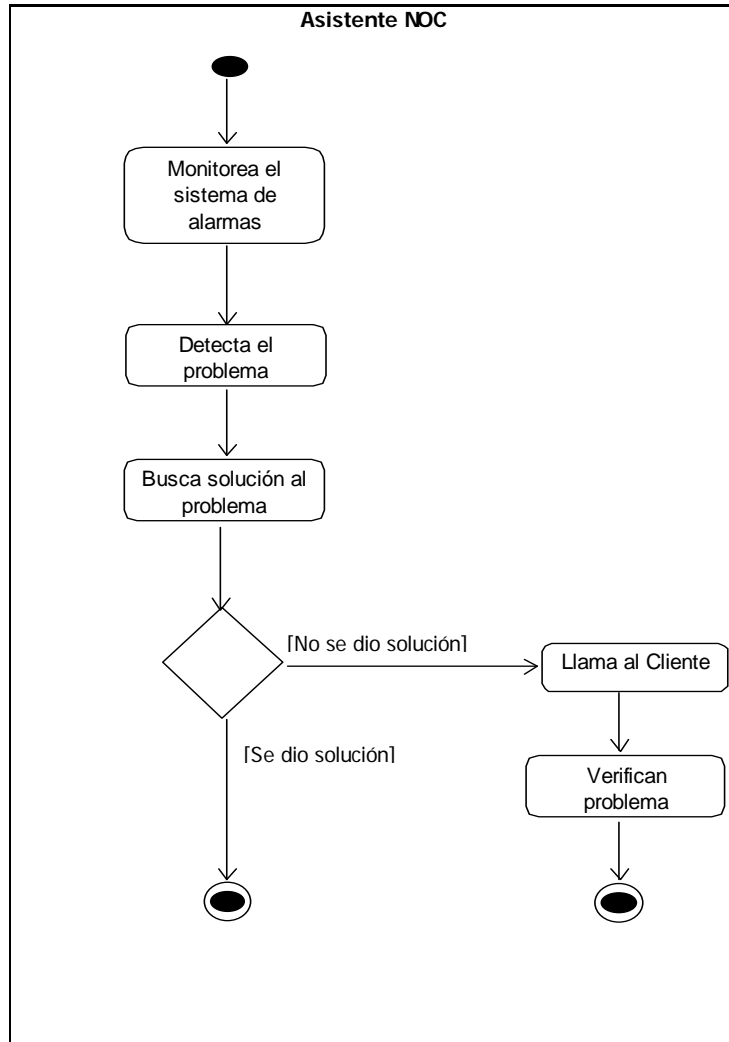 Asistente NOC
Monitorea el
sistema de
alarmas
Detecta el
problema
Busca solución al
problema
[No se dio solución]
Llama al Cliente
[Se dio solución]
Verifican
problema